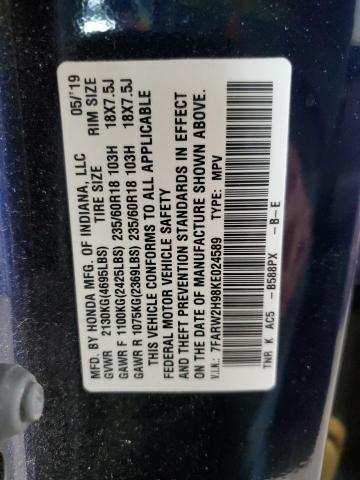 MFD. BY HONDA MFG. OF INDIANA, LLC 05/'19
TIRE SIZE RIM SIZE
GVWR 2130KG(4695LBS)
GAWR F 1100KG(2425LBS) 235/60R18 103H 18X7.5J
GAWR R 1075KG(2369LBS) 235/60R18 103H 18X7.5J
THIS VEHICLE CONFORMS TO ALL APPLICABLE
FEDERAL MOTOR VEHICLE SAFETY
AND THEFT PREVENTION STANDARDS IN EFFECT
ON THE DATE OF MANUFACTURE SHOWN ABOVE.
V.I.N.: 7FARW2H98KE024589 TYPE: MPV
TNR K AC5 -B588PX -B-E